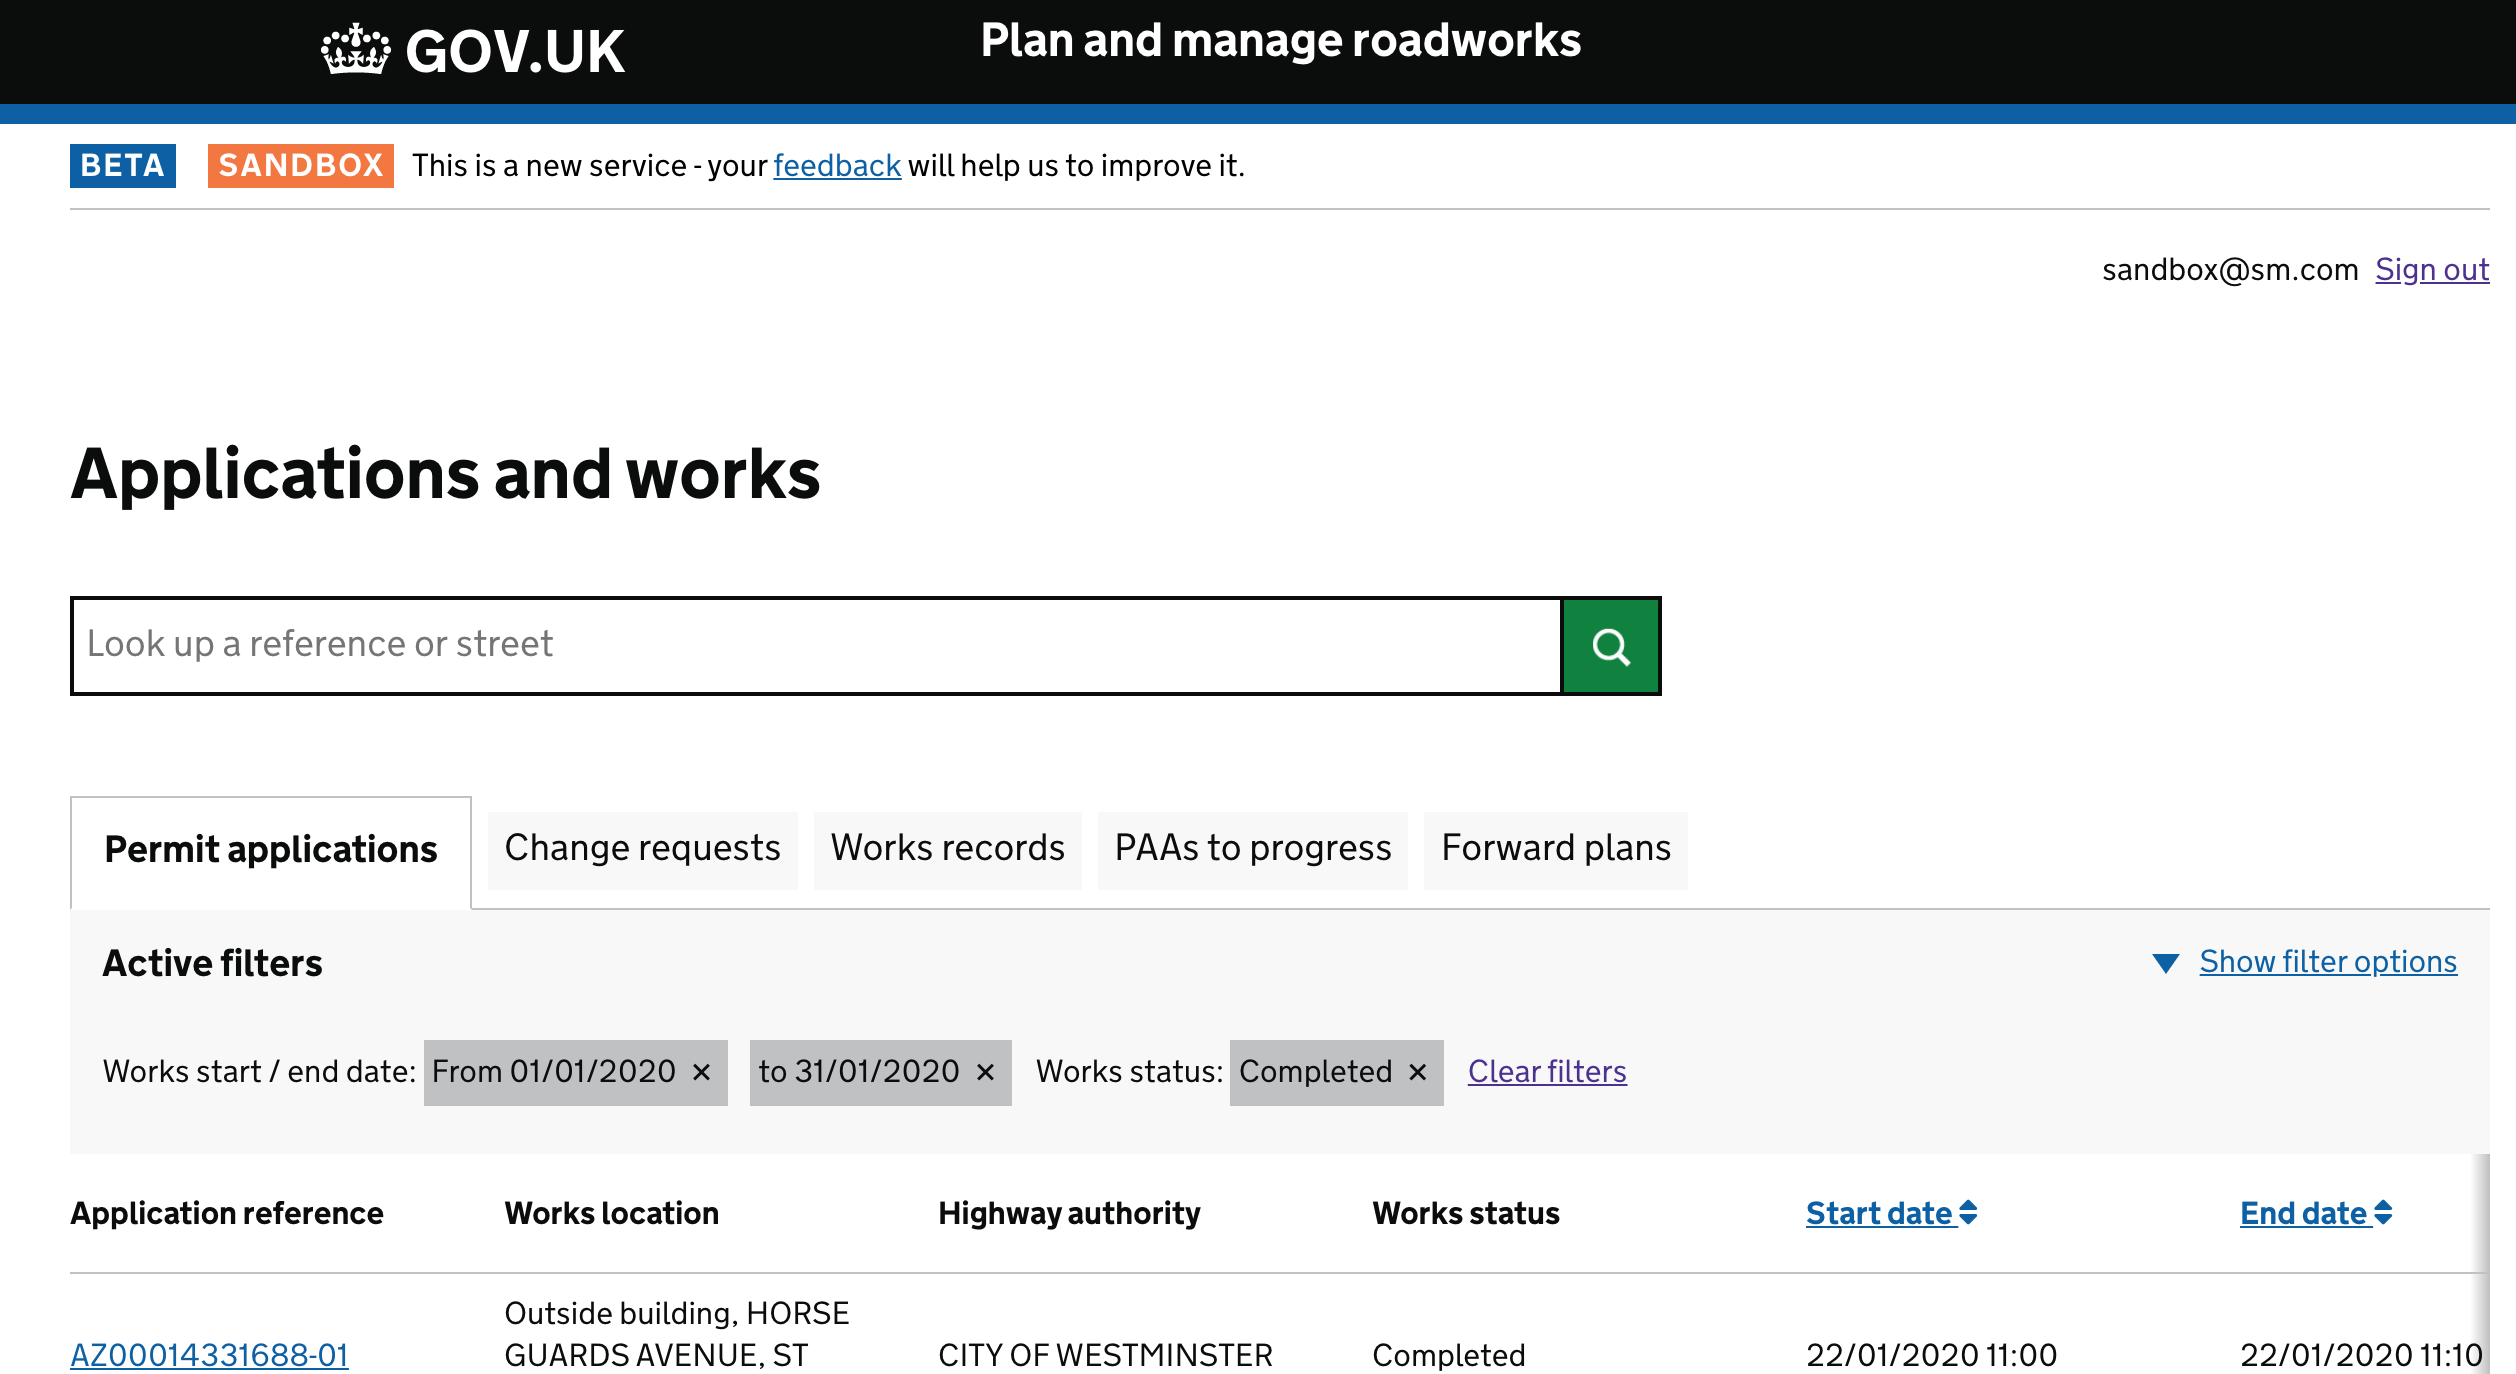 GOV.UK
Plan and manage roadworks
BETA SANDBOX This is a new service - your feedback will help us to improve it.
sandbox@sm.com Sign out
Applications and works
Look up a reference or street
Permit applications Change requests Works records PAAs to progress Forward plans
Active filters Show filter options
Works start / end date: From 01/01/2020 × to 31/01/2020 × Works status: Completed × Clear filters
Application reference Works location Highway authority Works status Start date End date
Outside building, HORSE
AZ00014331688-01 GUARDS AVENUE, ST CITY OF WESTMINSTER Completed 22/01/2020 11:00 22/01/2020 11:10